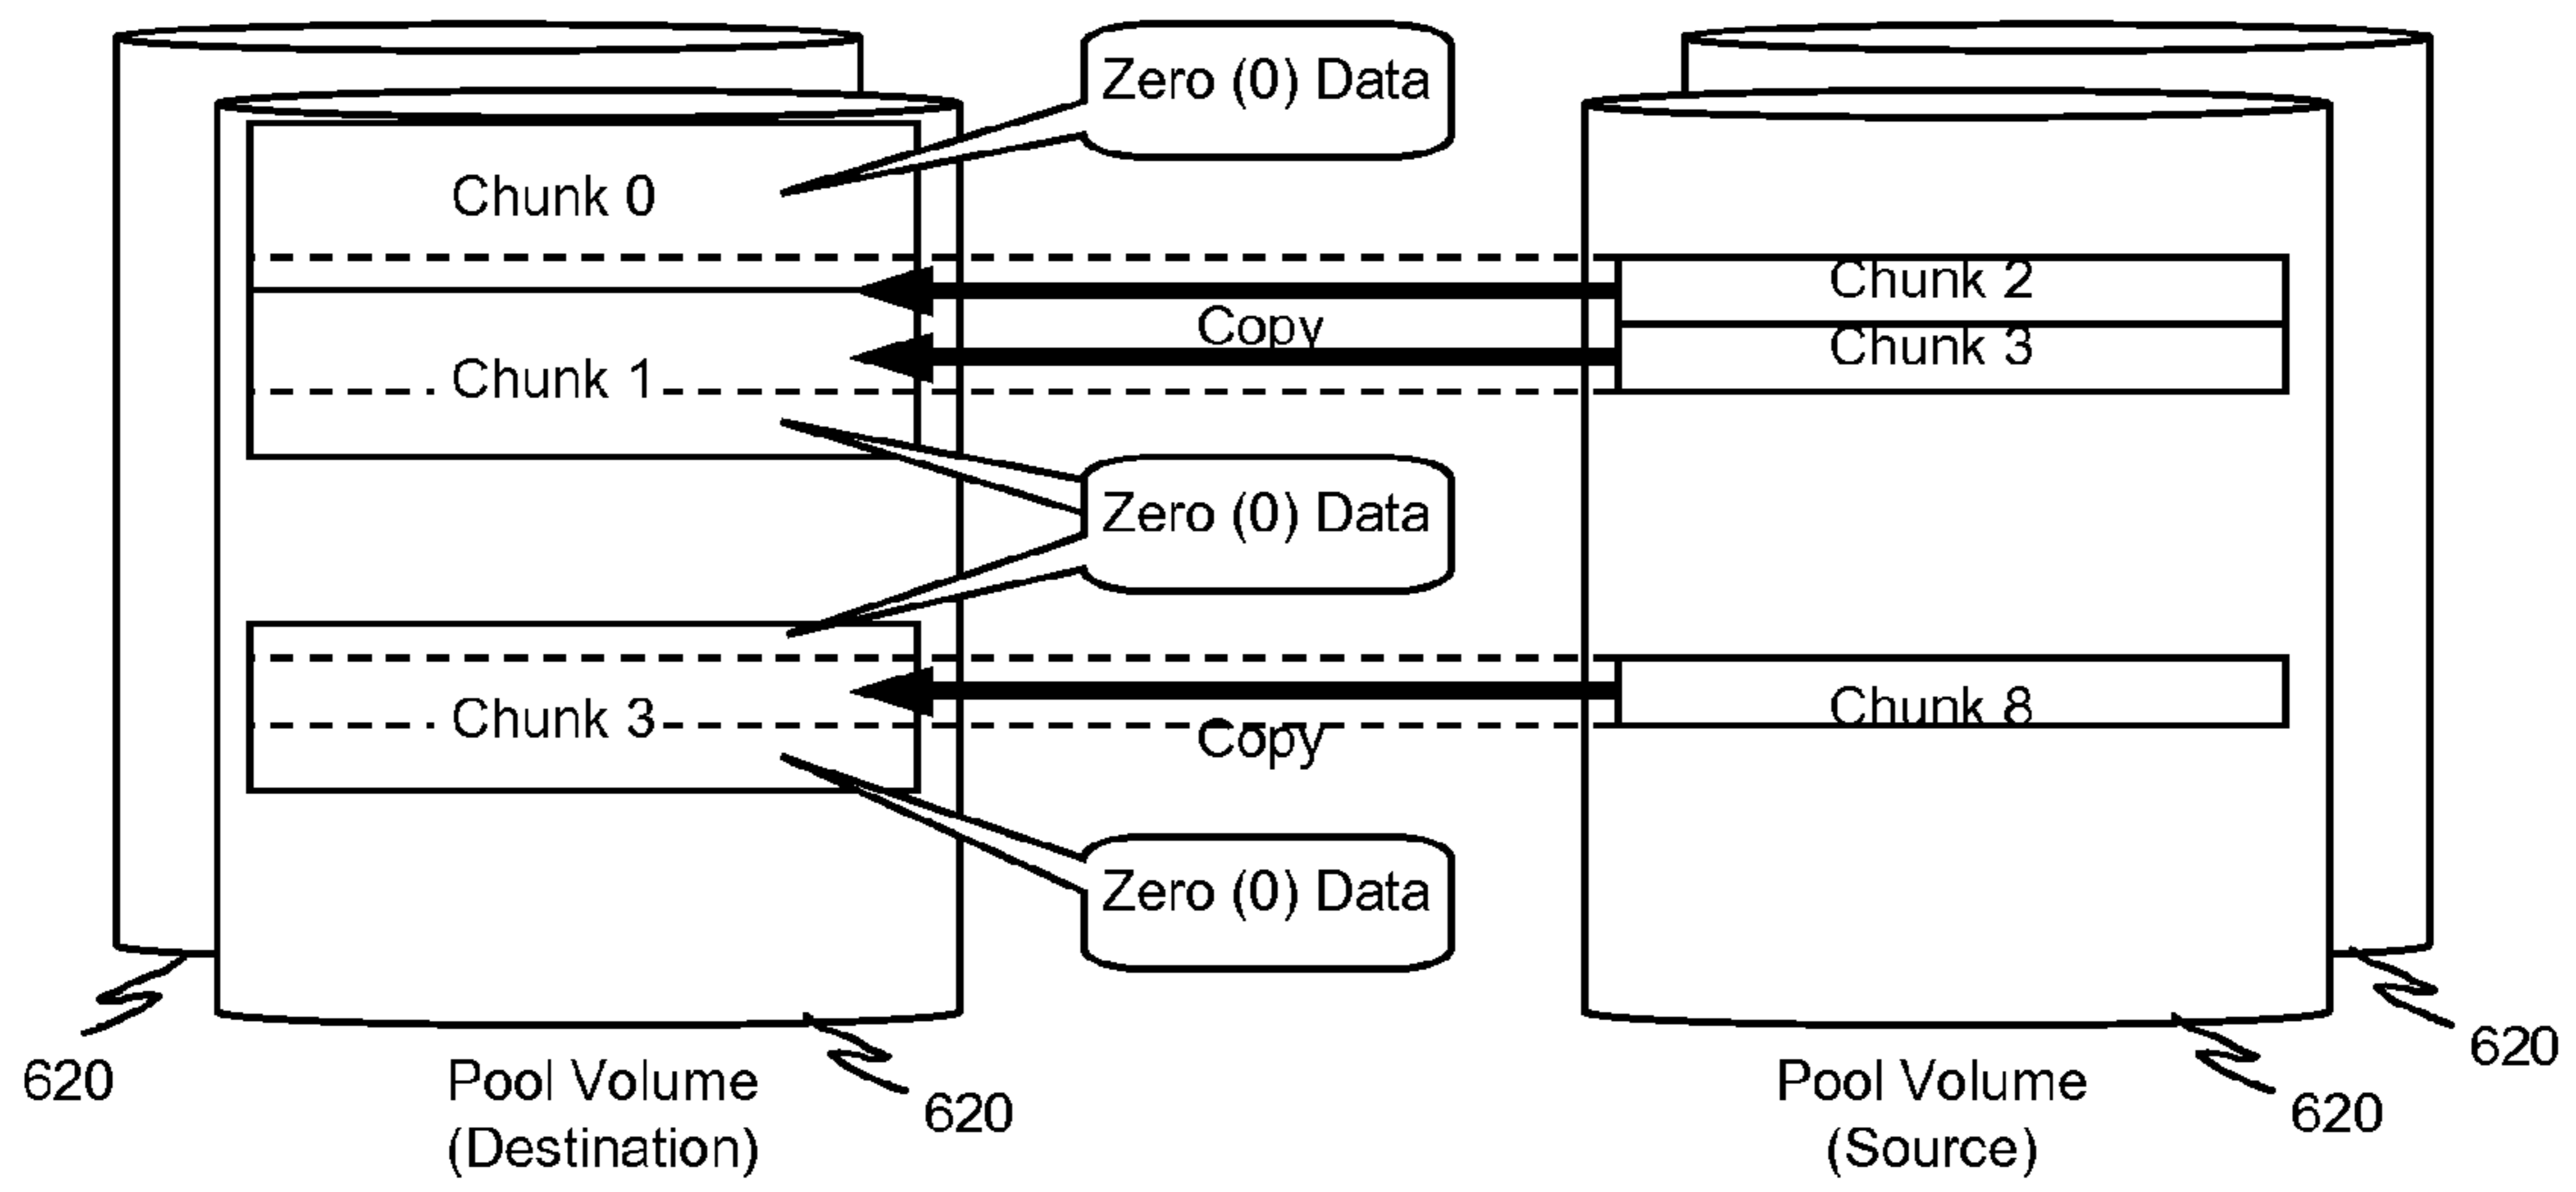 Zero (0) Data
Chunk 0
Chunk 2
Copy
Chunk 3
Chunk 1
Zero (0) Data
Chunk 3
Chunk 8
Copy
Zero (0) Data
620
620
620
620
Pool Volume
(Destination)
Pool Volume
(Source)